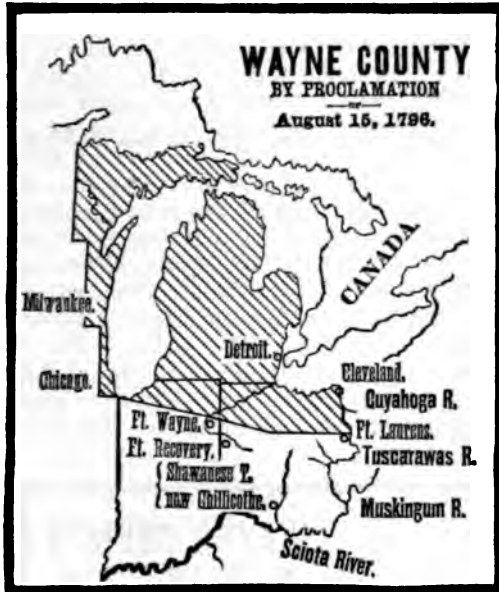 WAYNE COUNTY
BY PROCLAMATION
OF
August 15, 1796.
CANADA.
Milwaukee.
Detroit.
Chicago.
Cleveland.
Cuyahoga R.
Ft. Wayne.
Ft. Laurens.
Ft. Recovery.
Tuscarawas R.
Shawanese T.
now Chillicothe.
Muskingum R.
Sciota River.